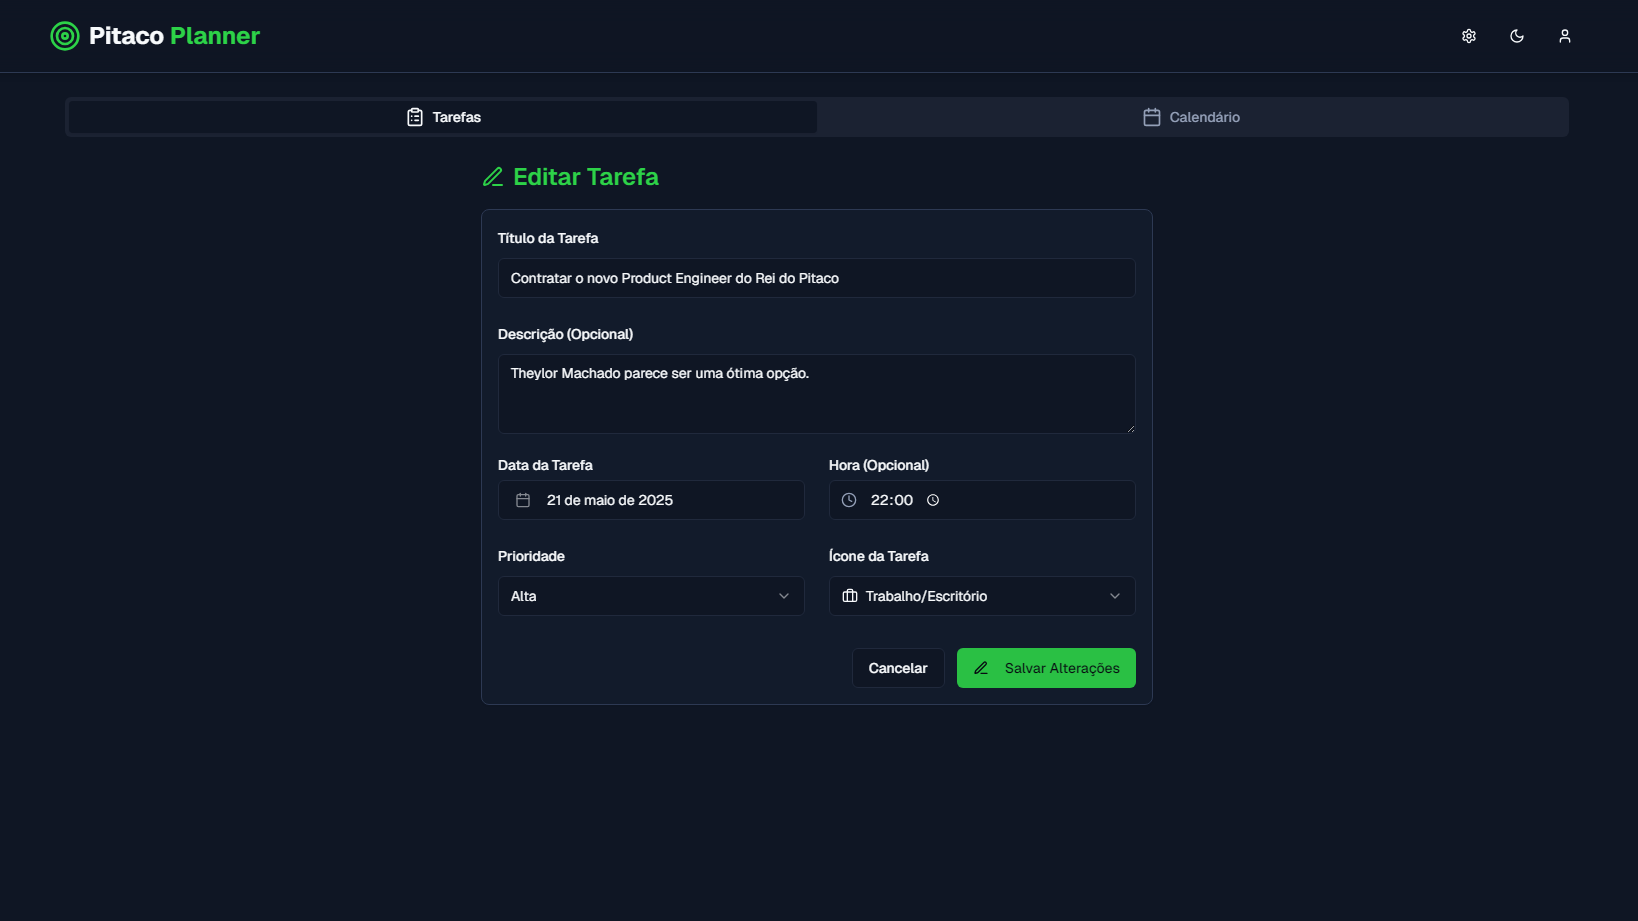 Pitaco Planner
Tarefas
Calendário
Editar Tarefa
Título da Tarefa
Contratar o novo Product Engineer do Rei do Pitaco
Descrição (Opcional)
Theylor Machado parece ser uma ótima opção.
Data da Tarefa
Hora (Opcional)
21 de maio de 2025
22:00
Prioridade
Ícone da Tarefa
Alta
Trabalho/Escritório
Cancelar
Salvar Alterações